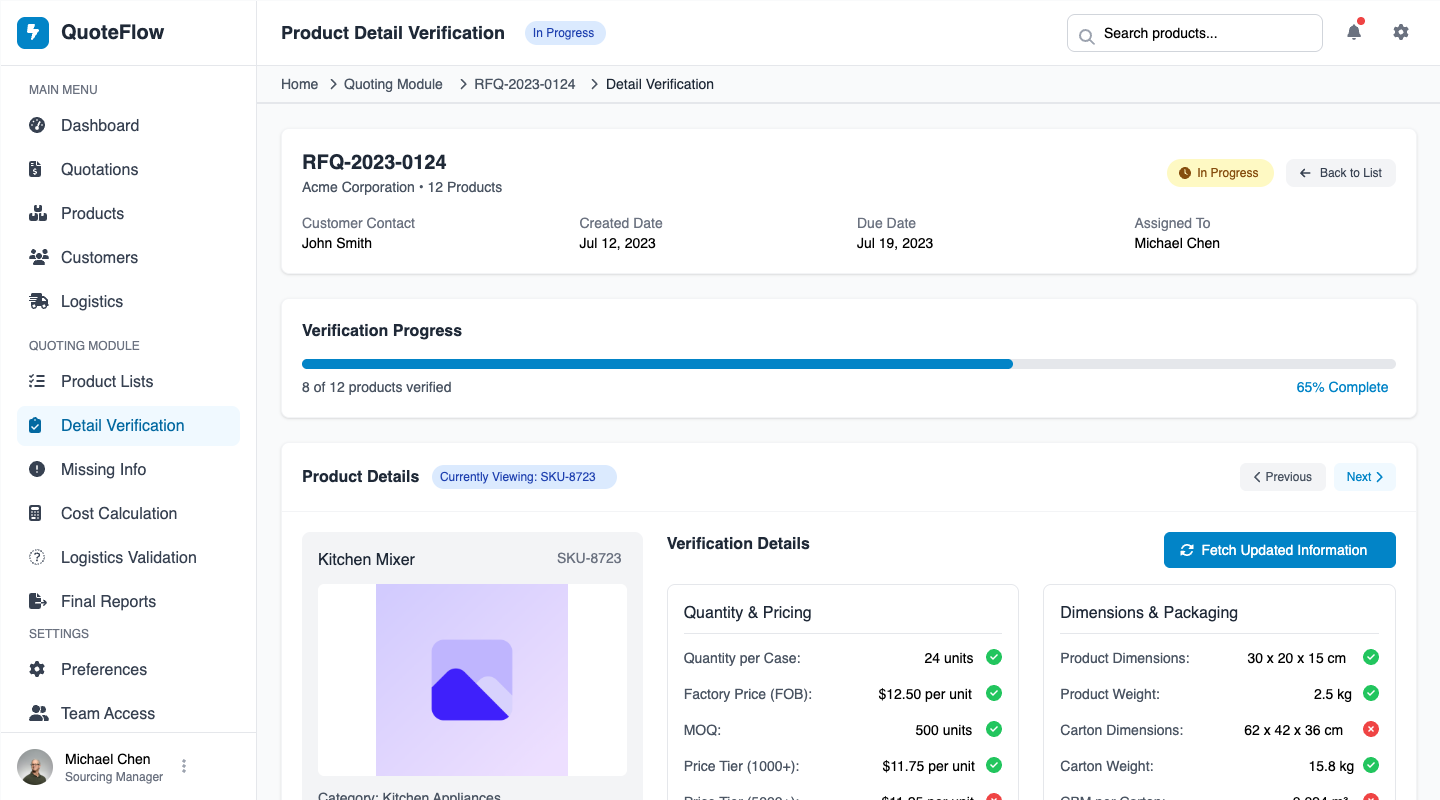 QuoteFlow
Product Detail Verification
In Progress
Search products...
MAIN MENU
Dashboard
Quotations
Products
Customers
Logistics
QUOTING MODULE
Product Lists
Detail Verification
Missing Info
Cost Calculation
Logistics Validation
Final Reports
SETTINGS
Preferences
Team Access
Michael Chen
Sourcing Manager
Home
Quoting Module
RFQ-2023-0124
Detail Verification
RFQ-2023-0124
Acme Corporation • 12 Products
In Progress
Back to List
Customer Contact
John Smith
Created Date
Jul 12, 2023
Due Date
Jul 19, 2023
Assigned To
Michael Chen
Verification Progress
8 of 12 products verified
65% Complete
Product Details
Currently Viewing: SKU-8723
Previous
Next
Kitchen Mixer
SKU-8723
Category: Kitchen Appliances
Verification Details
Fetch Updated Information
Quantity & Pricing
Quantity per Case: 24 units
Factory Price (FOB): $12.50 per unit
MOQ: 500 units
Price Tier (1000+): $11.75 per unit
Dimensions & Packaging
Product Dimensions: 30 x 20 x 15 cm
Product Weight: 2.5 kg
Carton Dimensions: 62 x 42 x 36 cm
Carton Weight: 15.8 kg